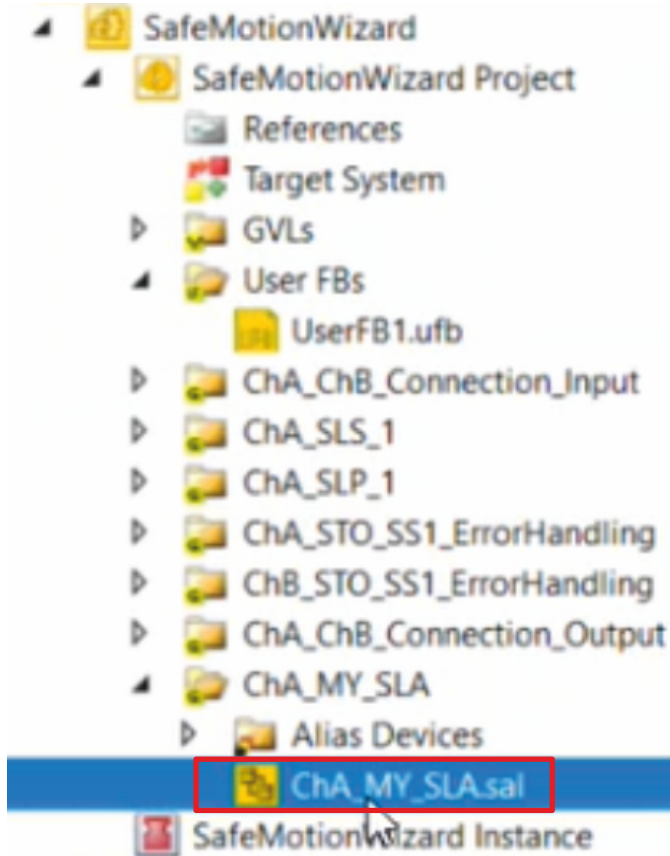 SafeMotionWizard
SafeMotionWizard Project
References
Target System
GVLs
User FBs
UserFB1.ufb
ChA_ChB_Connection_Input
ChA_SLS_1
ChA_SLP_1
ChA_STO_SS1_ErrorHandling
ChB_STO_SS1_ErrorHandling
ChA_ChB_Connection_Output
ChA_MY_SLA
Alias Devices
ChA_MY_SLA.sal
SafeMotionWizard Instance